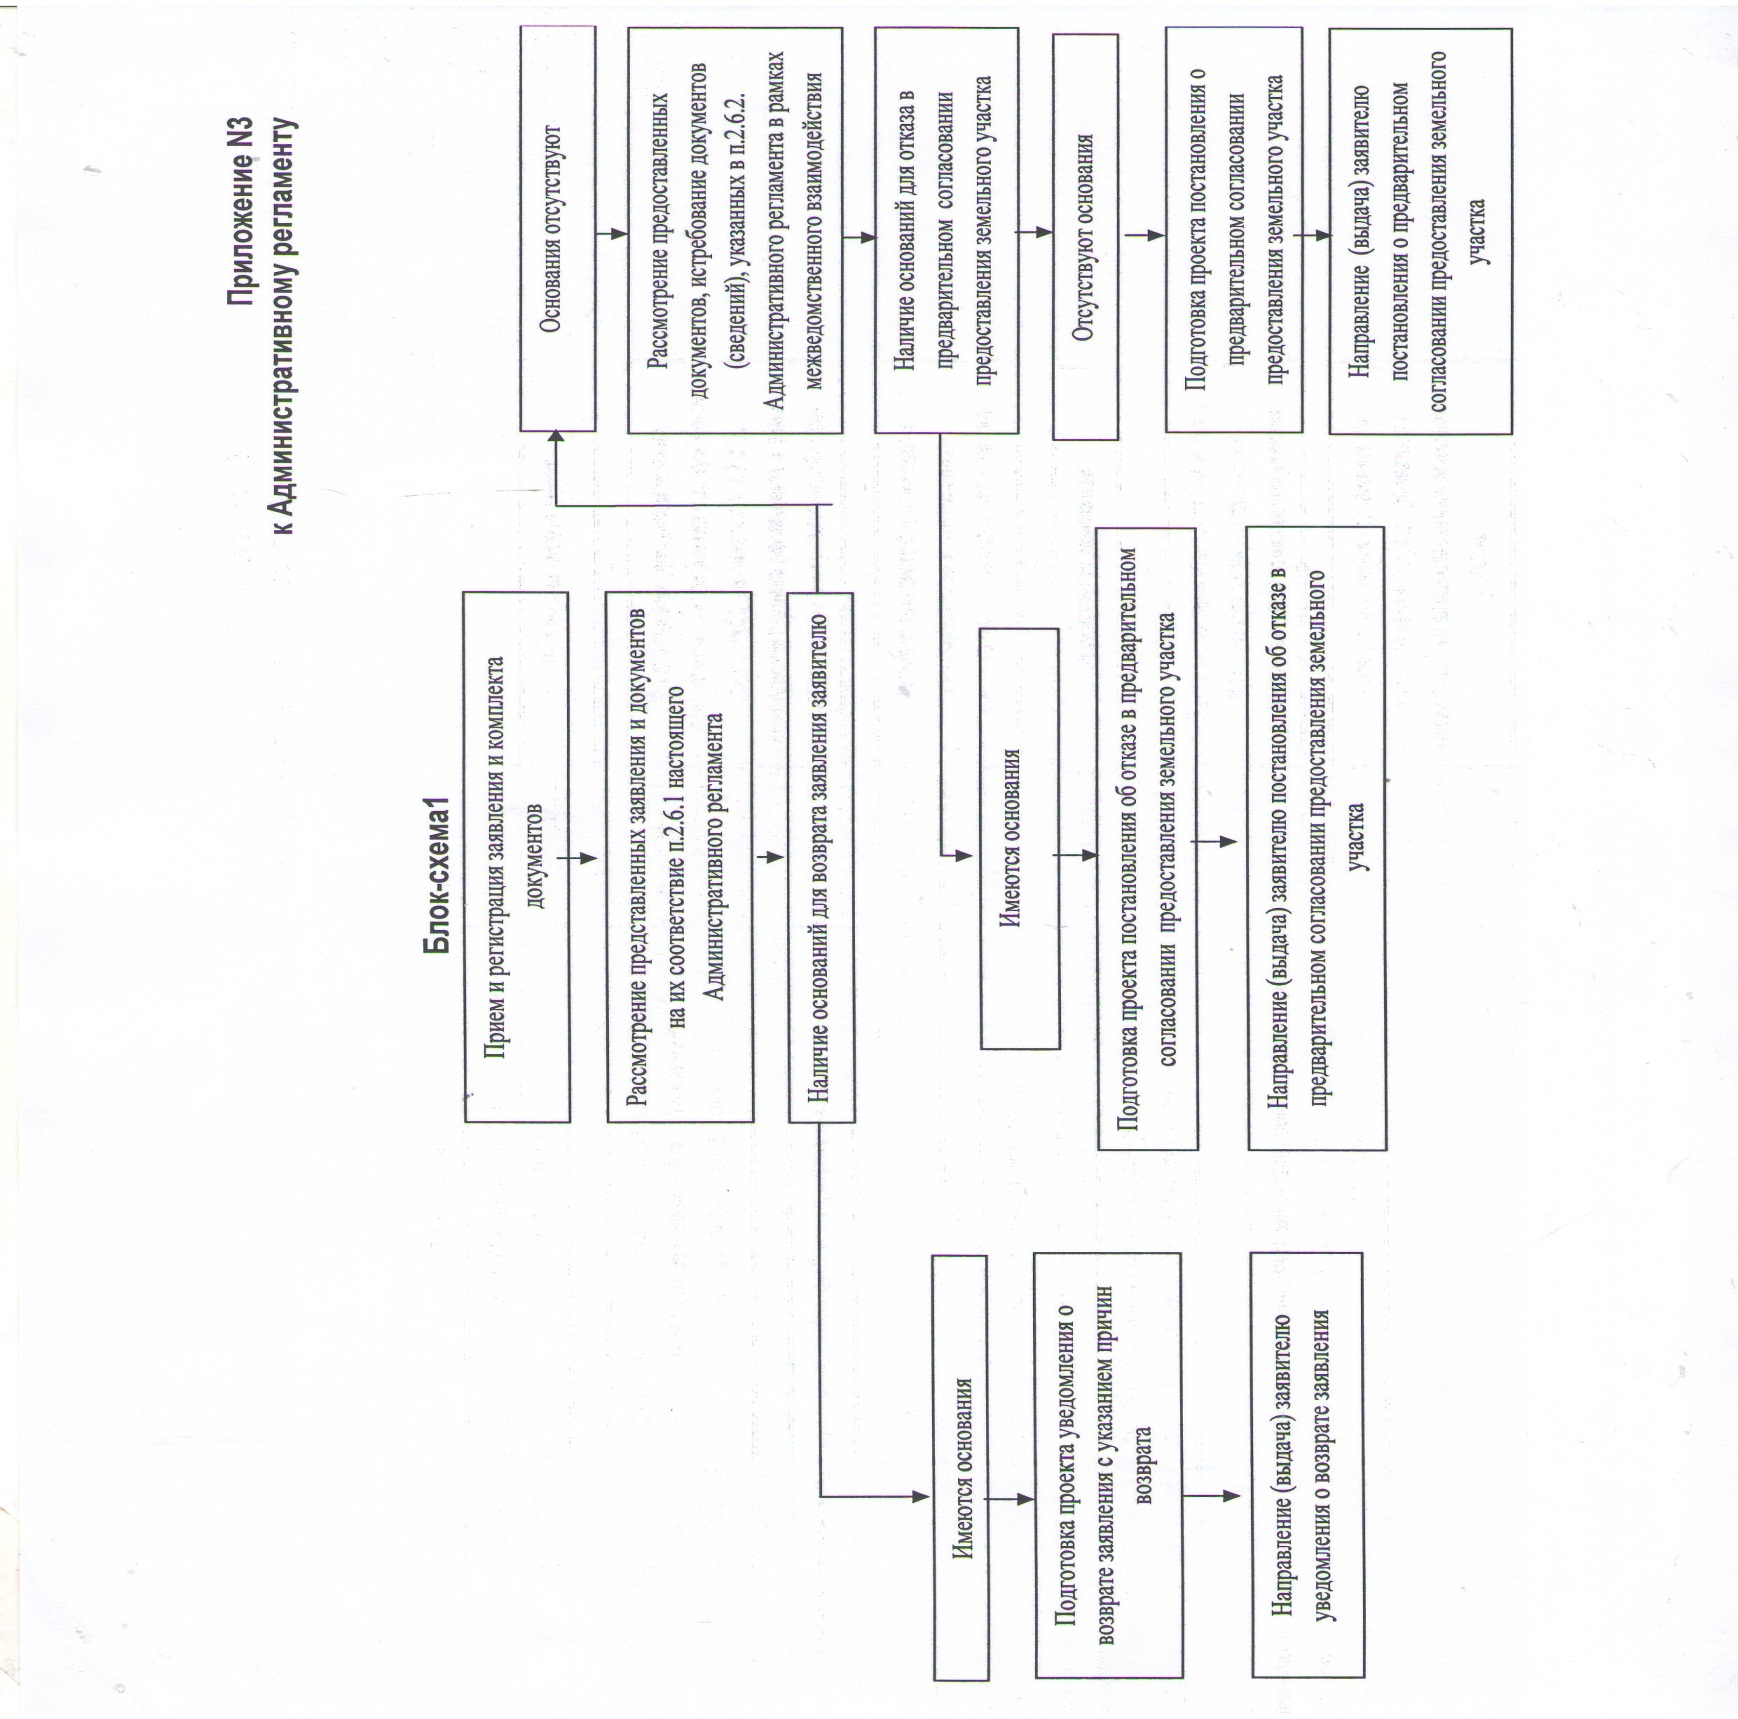 Приложение N3
к Административному регламенту
Блок-схема1
Прием и регистрация заявления и комплекта
документов
Рассмотрение представленных заявления и документов
на их соответствие п.2.6.1 настоящего
Административного регламента
Наличие оснований для возврата заявления заявителю
Основания отсутствуют
Рассмотрение предоставленных
документов, истребование документов
(сведений), указанных в п.2.6.2.
Административного регламента в рамках
межведомственного взаимодействия
Наличие оснований для отказа в
предварительном согласовании
предоставления земельного участка
Отсутствуют основания
Подготовка проекта постановления о
предварительном согласовании
предоставления земельного участка
Направление (выдача) заявителю
постановления о предварительном
согласовании предоставления земельного
участка
Имеются основания
Подготовка проекта постановления об отказе в предварительном
согласовании предоставления земельного участка
Направление (выдача) заявителю постановления об отказе в
предварительном согласовании предоставления земельного
участка
Имеются основания
Подготовка проекта уведомления о
возврате заявления с указанием причин
возврата
Направление (выдача) заявителю
уведомления о возврате заявления